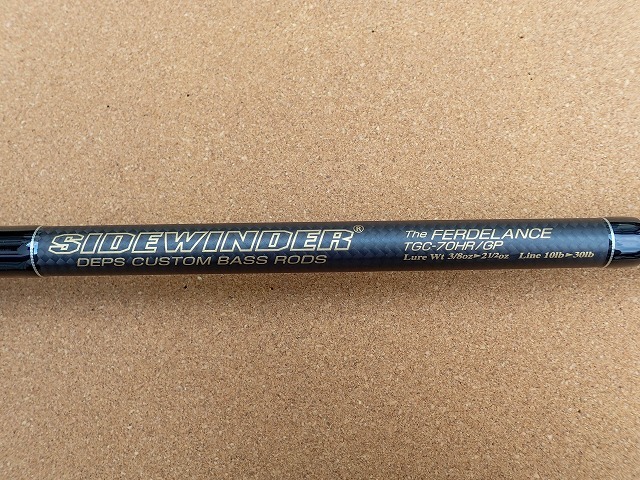 SIDEWINDER®
DEPS CUSTOM BASS RODS
The FERDELANCE
TGC-70HR/GP
Lure Wt 3/8oz►2 1/2oz Line 10lb►30lb